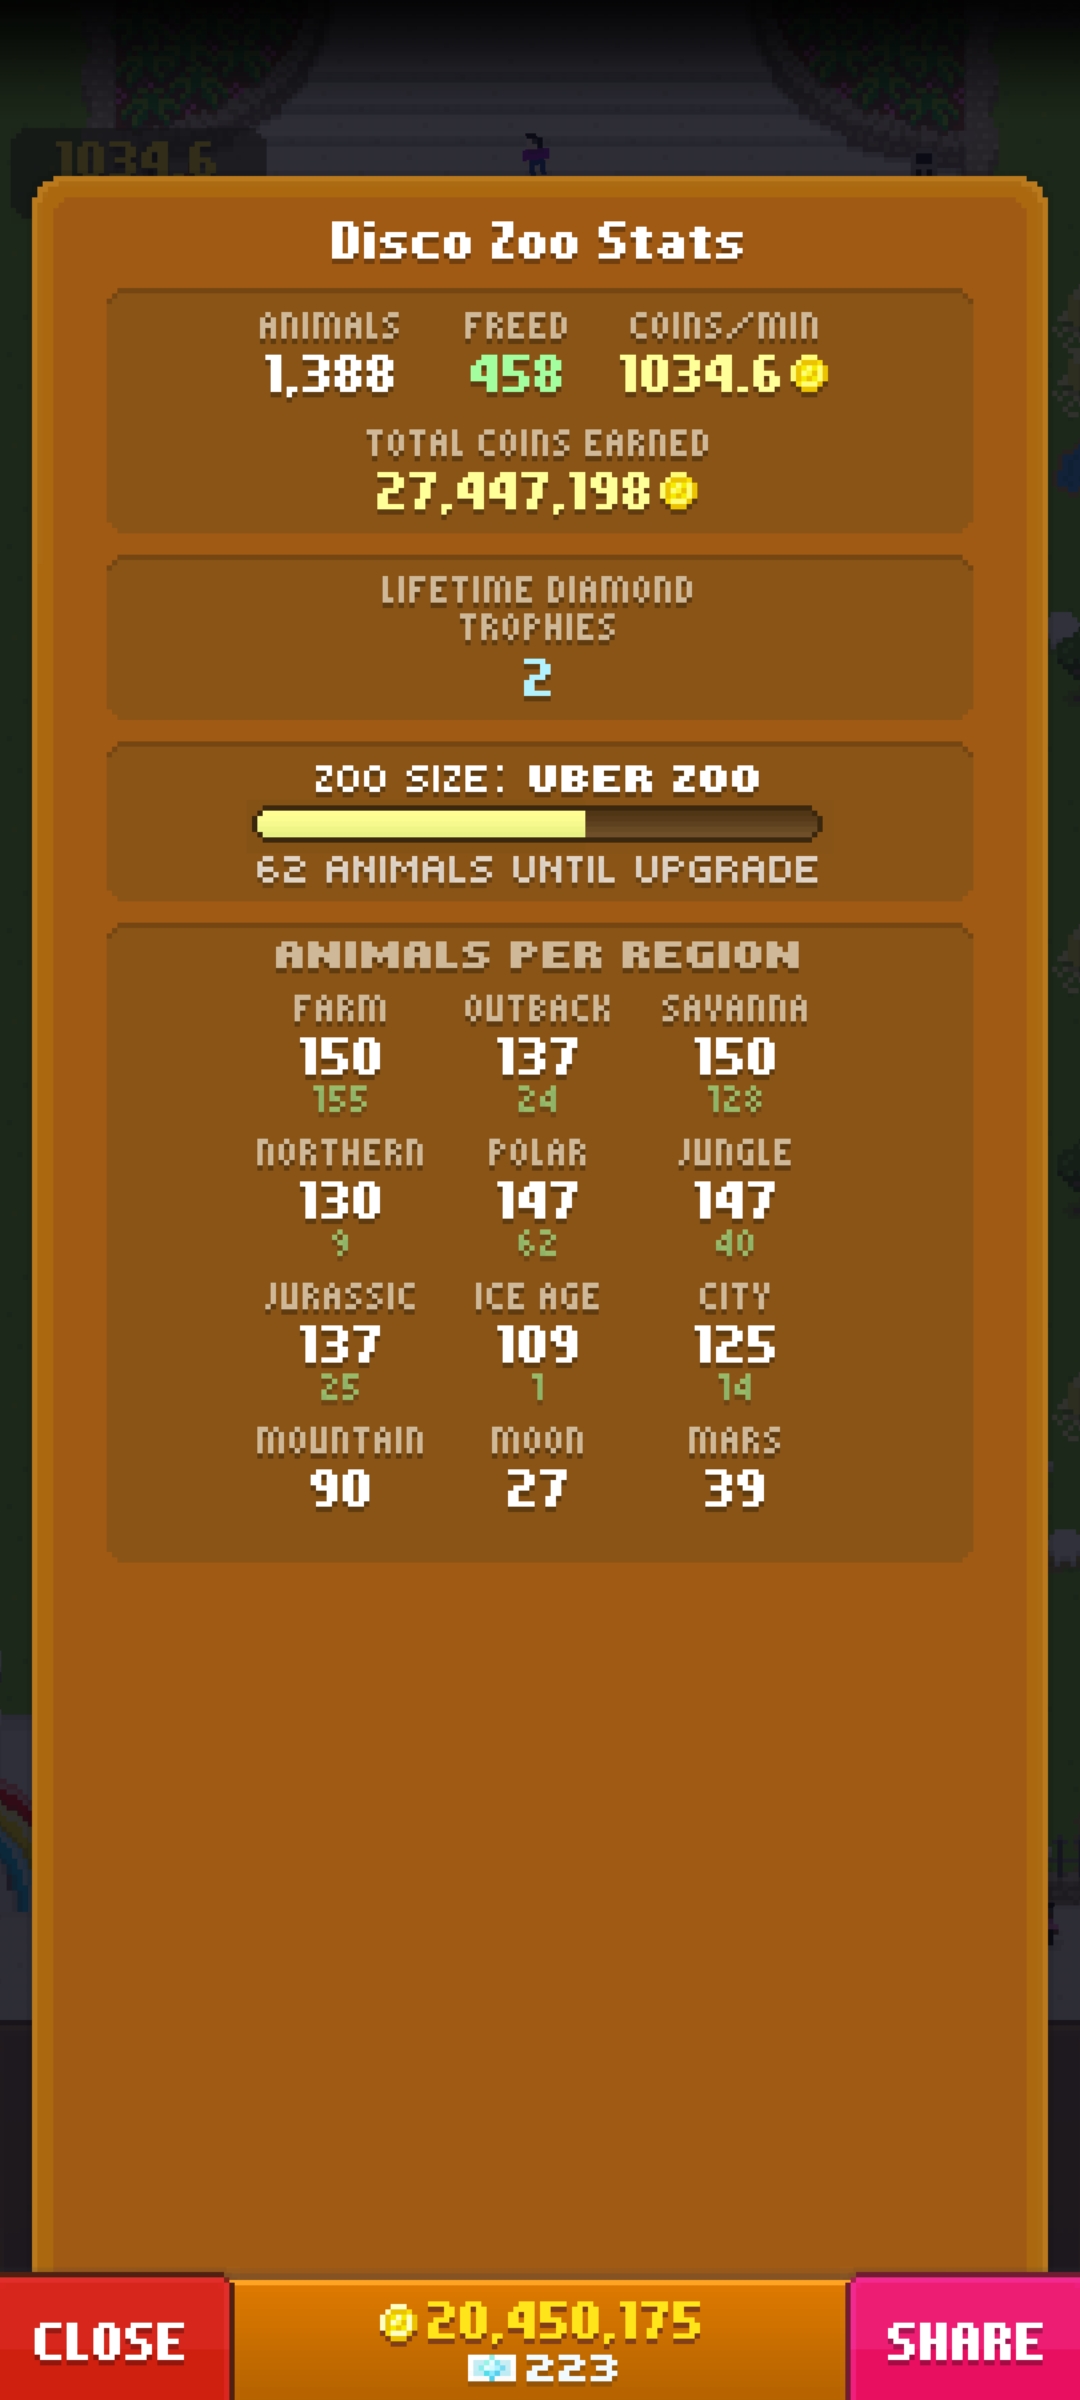 1034.6
Disco Zoo Stats
ANIMALS FREED COINS/MIN
1,388 458 1034.6
TOTAL COINS EARNED
27,447,198
LIFETIME DIAMOND
TROPHIES
2
ZOO SIZE: UBER ZOO
62 ANIMALS UNTIL UPGRADE
ANIMALS PER REGION
FARM OUTBACK SAVANNA
150 137 150
155 24 128
NORTHERN POLAR JUNGLE
130 147 147
9 62 40
JURASSIC ICE AGE CITY
137 109 125
25 1 14
MOUNTAIN MOON MARS
90 27 39
CLOSE 20,450,175 SHARE
223